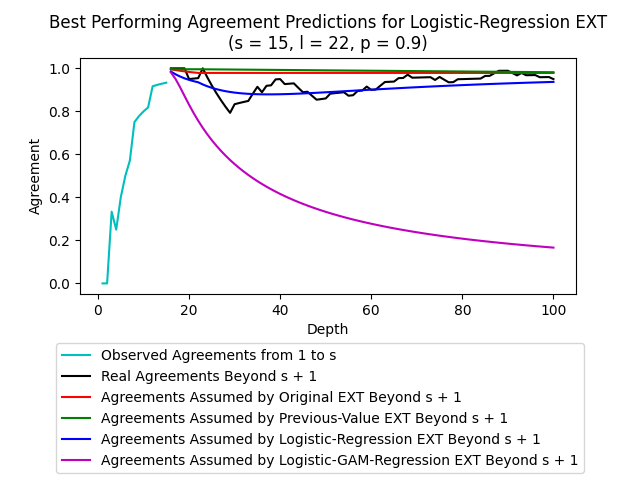 Best Performing Agreement Predictions for Logistic-Regression EXT
(s = 15, l = 22, p = 0.9)
1.0
0.8
0.6
0.4
0.2
0.0
Agreement
0 20 40 60 80 100
Depth
Observed Agreements from 1 to s
Real Agreements Beyond s + 1
Agreements Assumed by Original EXT Beyond s + 1
Agreements Assumed by Previous-Value EXT Beyond s + 1
Agreements Assumed by Logistic-Regression EXT Beyond s + 1
Agreements Assumed by Logistic-GAM-Regression EXT Beyond s + 1